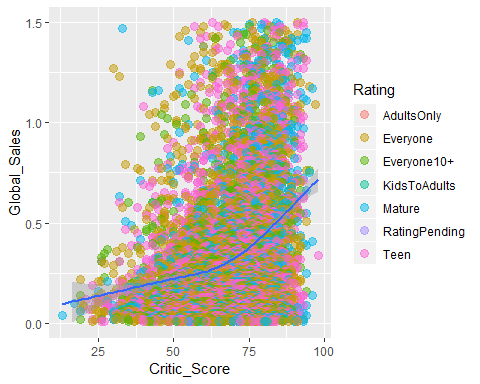 1.5
1.0
0.5
0.0
Global_Sales
25
50
75
100
Critic_Score
Rating
AdultsOnly
Everyone
Everyone10+
KidsToAdults
Mature
RatingPending
Teen